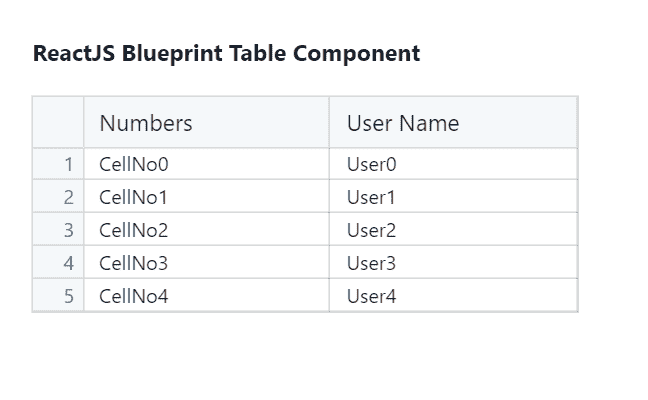 ReactJS Blueprint Table Component
Numbers User Name
1 CellNo0 User0
2 CellNo1 User1
3 CellNo2 User2
4 CellNo3 User3
5 CellNo4 User4